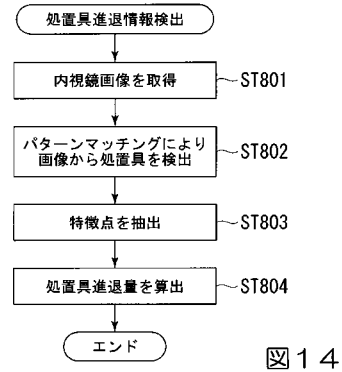 処置具進退情報検出
内視鏡画像を取得
ST801
パターンマッチングにより
画像から処置具を検出
ST802
特徴点を抽出
ST803
処置具進退量を算出
ST804
エンド
図14